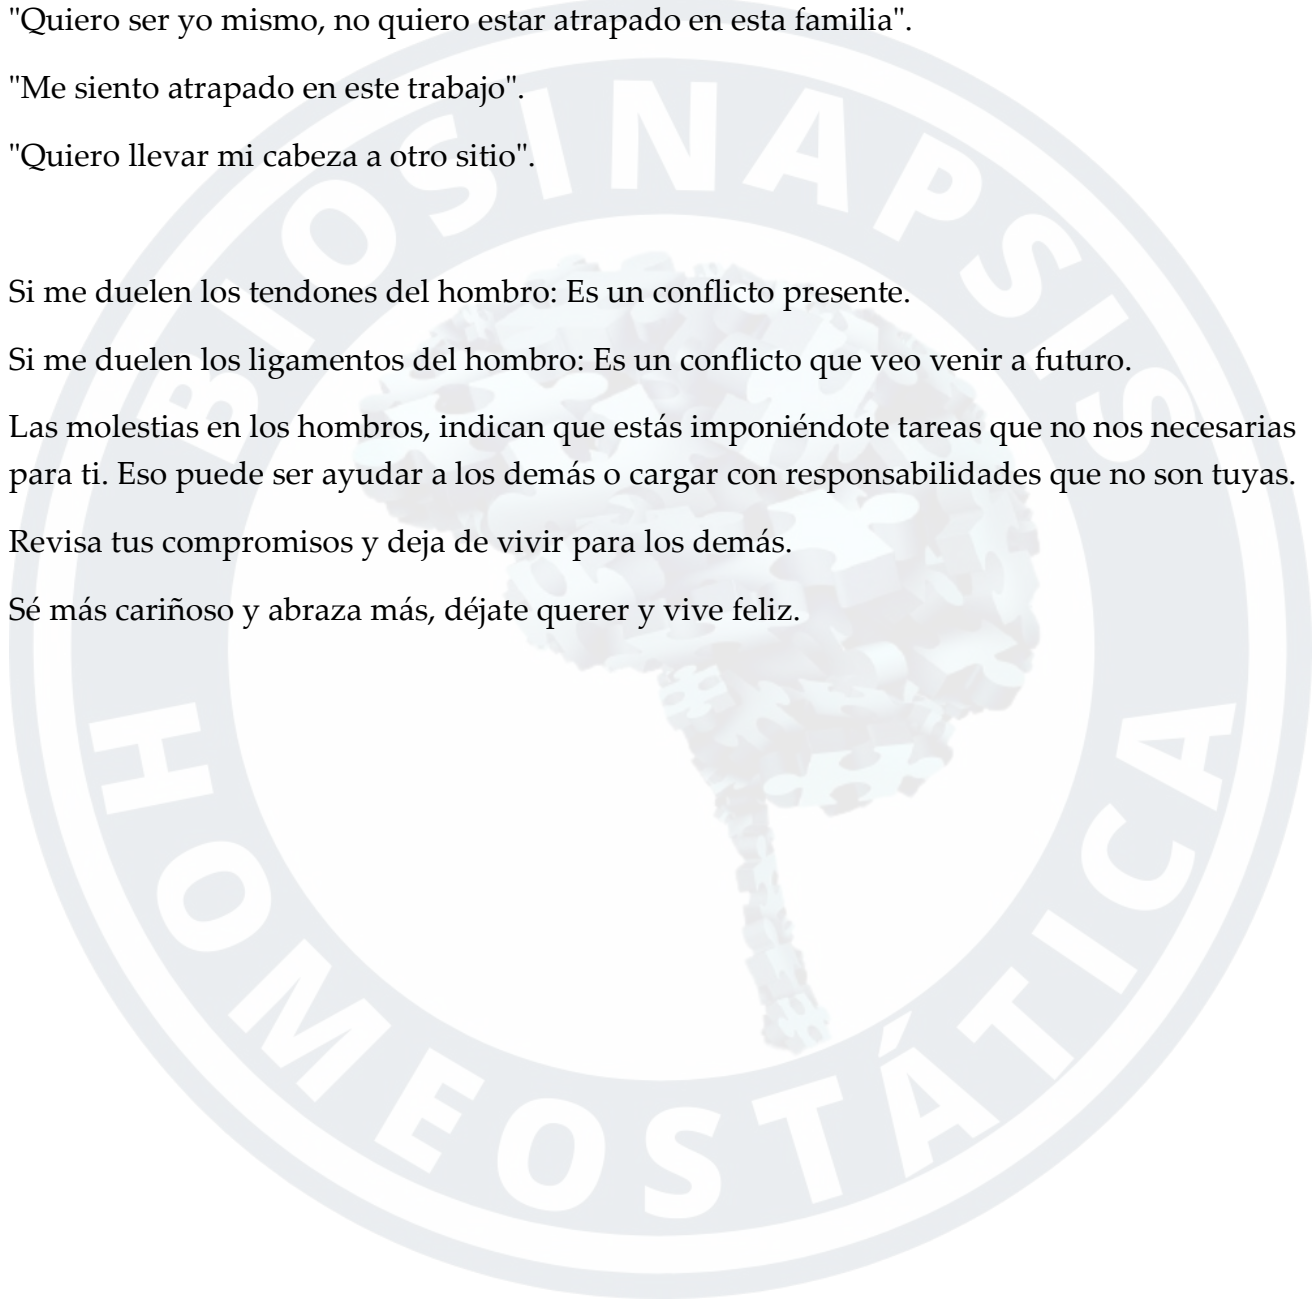 "Quiero ser yo mismo, no quiero estar atrapado en esta familia".
"Me siento atrapado en este trabajo".
"Quiero llevar mi cabeza a otro sitio".
Si me duelen los tendones del hombro: Es un conflicto presente.
Si me duelen los ligamentos del hombro: Es un conflicto que veo venir a futuro.
Las molestias en los hombros, indican que estás imponiéndote tareas que no nos necesarias
para ti. Eso puede ser ayudar a los demás o cargar con responsabilidades que no son tuyas.
Revisa tus compromisos y deja de vivir para los demás.
Sé más cariñoso y abraza más, déjate querer y vive feliz.
BIOSINAPSIS
HOMEOSTÁTICA